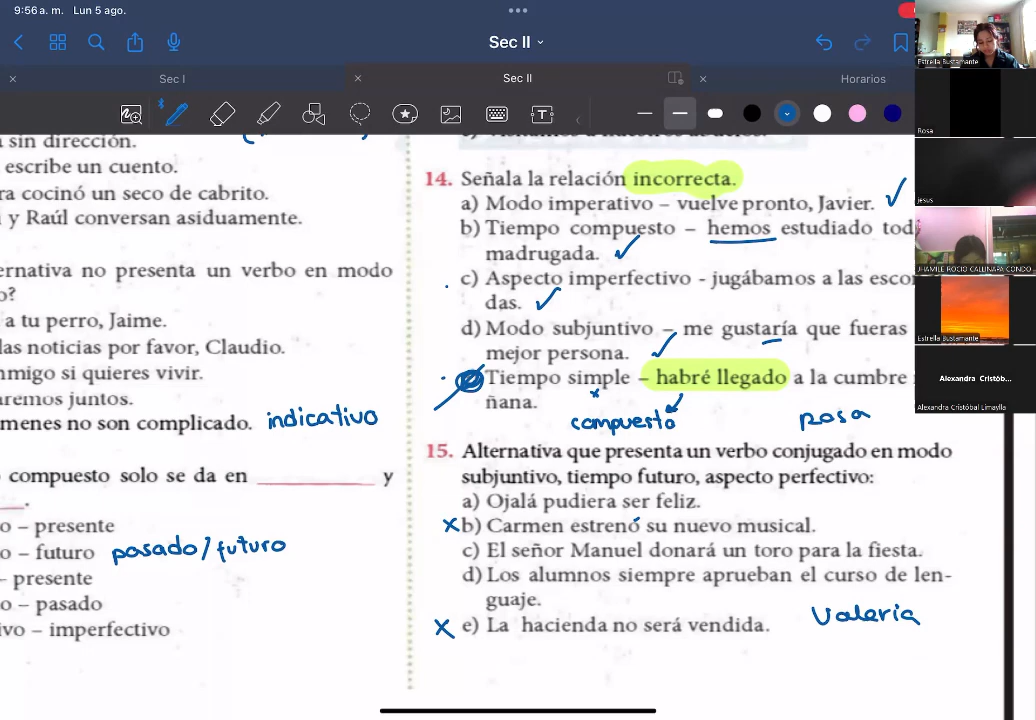 9:56 a. m. Lun 5 ago.
Sec II
Sec I
Sec II
Horarios
sin dirección.
escribe un cuento.
ra cocinó un seco de cabrito.
y Raúl conversan asiduamente.
ernativa no presenta un verbo en modo
o?
a tu perro, Jaime.
las noticias por favor, Claudio.
nmigo si quieres vivir.
aremos juntos.
menes no son complicado. indicativo
compuesto solo se da en ________ y
___.
o – presente
o – futuro pasado/futuro
- presente
o – pasado
ivo – imperfectivo
14. Señala la relación incorrecta.
a) Modo imperativo – vuelve pronto, Javier.
b) Tiempo compuesto – hemos estudiado tod
madrugada.
c) Aspecto imperfectivo - jugábamos a las escon
das.
d) Modo subjuntivo – me gustaría que fueras
mejor persona.
Tiempo simple – habré llegado a la cumbre
ñana.
compuesto
rosa
15. Alternativa que presenta un verbo conjugado en modo
subjuntivo, tiempo futuro, aspecto perfectivo:
a) Ojalá pudiera ser feliz.
x b) Carmen estrenó su nuevo musical.
c) El señor Manuel donará un toro para la fiesta.
d) Los alumnos siempre aprueban el curso de len-
guaje.
x e) La hacienda no será vendida.
Valeria
Estrella Bustamante
Rosa
Jesus
JHAMILE ROCIO CALLINAPA CONDO
Estrella Bustamante
Alexandra Cristób...
Alexandra Cristóbal Limaylla